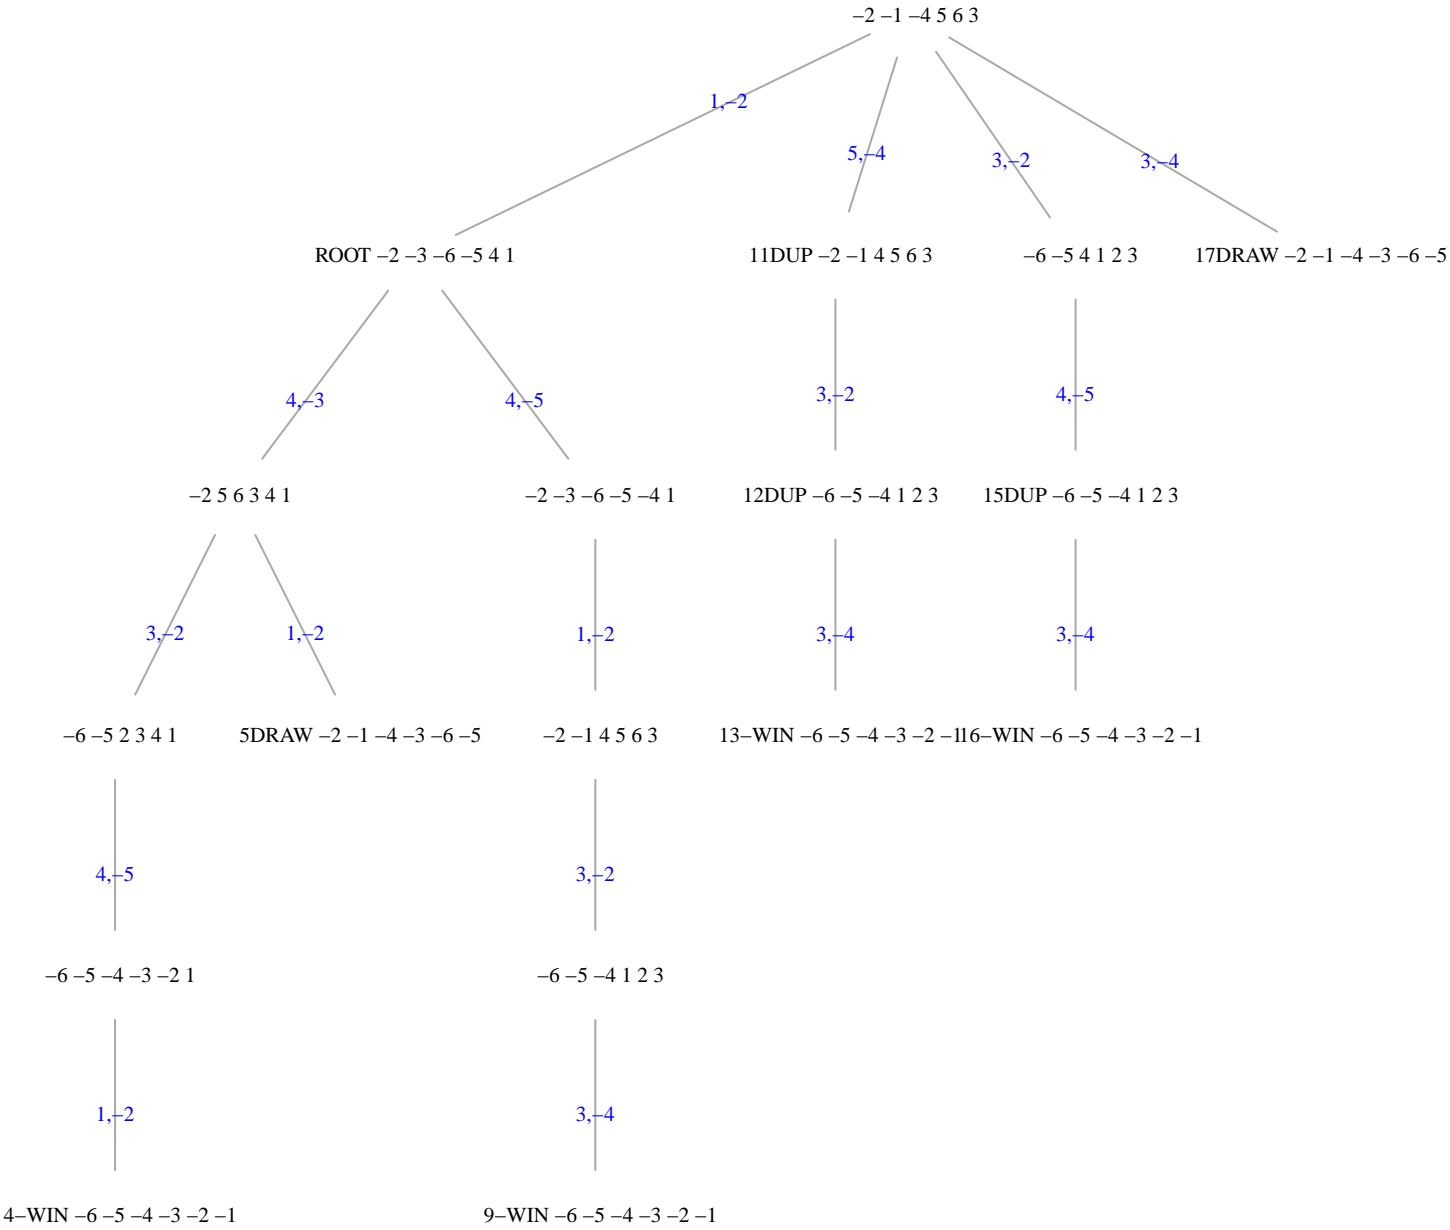 –2 –1 –4 5 6 3
1,–2
5,–4
3,–2
3,–4
ROOT –2 –3 –6 –5 4 1
11DUP –2 –1 4 5 6 3
–6 –5 4 1 2 3
17DRAW –2 –1 –4 –3 –6 –5
4,–3
4,–5
3,–2
4,–5
–2 5 6 3 4 1
–2 –3 –6 –5 –4 1
12DUP –6 –5 –4 1 2 3
15DUP –6 –5 –4 1 2 3
3,–2
1,–2
1,–2
3,–4
3,–4
–6 –5 2 3 4 1
5DRAW –2 –1 –4 –3 –6 –5
–2 –1 4 5 6 3
13–WIN –6 –5 –4 –3 –2 –1
16–WIN –6 –5 –4 –3 –2 –1
4,–5
3,–2
–6 –5 –4 –3 –2 1
–6 –5 –4 1 2 3
1,–2
3,–4
4–WIN –6 –5 –4 –3 –2 –1
9–WIN –6 –5 –4 –3 –2 –1